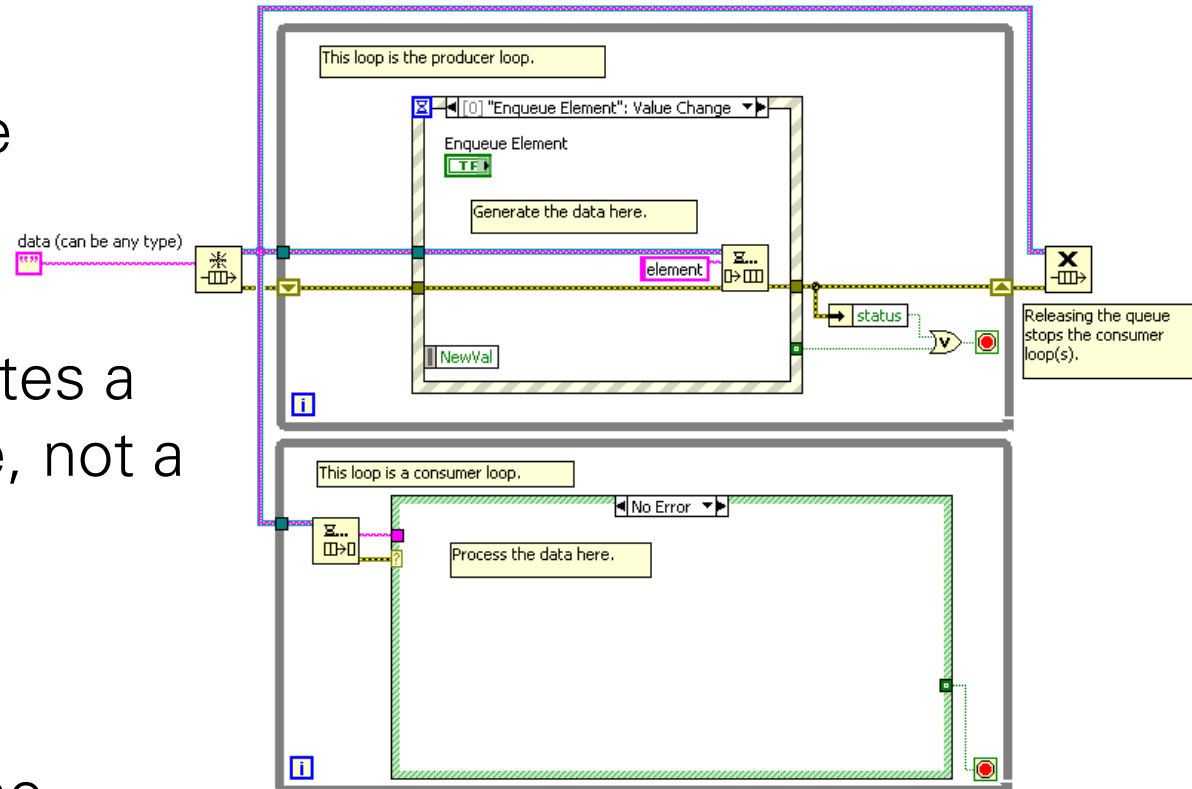 e
tes a
e, not a
This loop is the producer loop.
[0] "Enqueue Element": Value Change
Enqueue Element
TF
Generate the data here.
data (can be any type)
element
status
NewVal
Releasing the queue
stops the consumer
loop(s).
i
This loop is a consumer loop.
No Error
?
Process the data here.
i